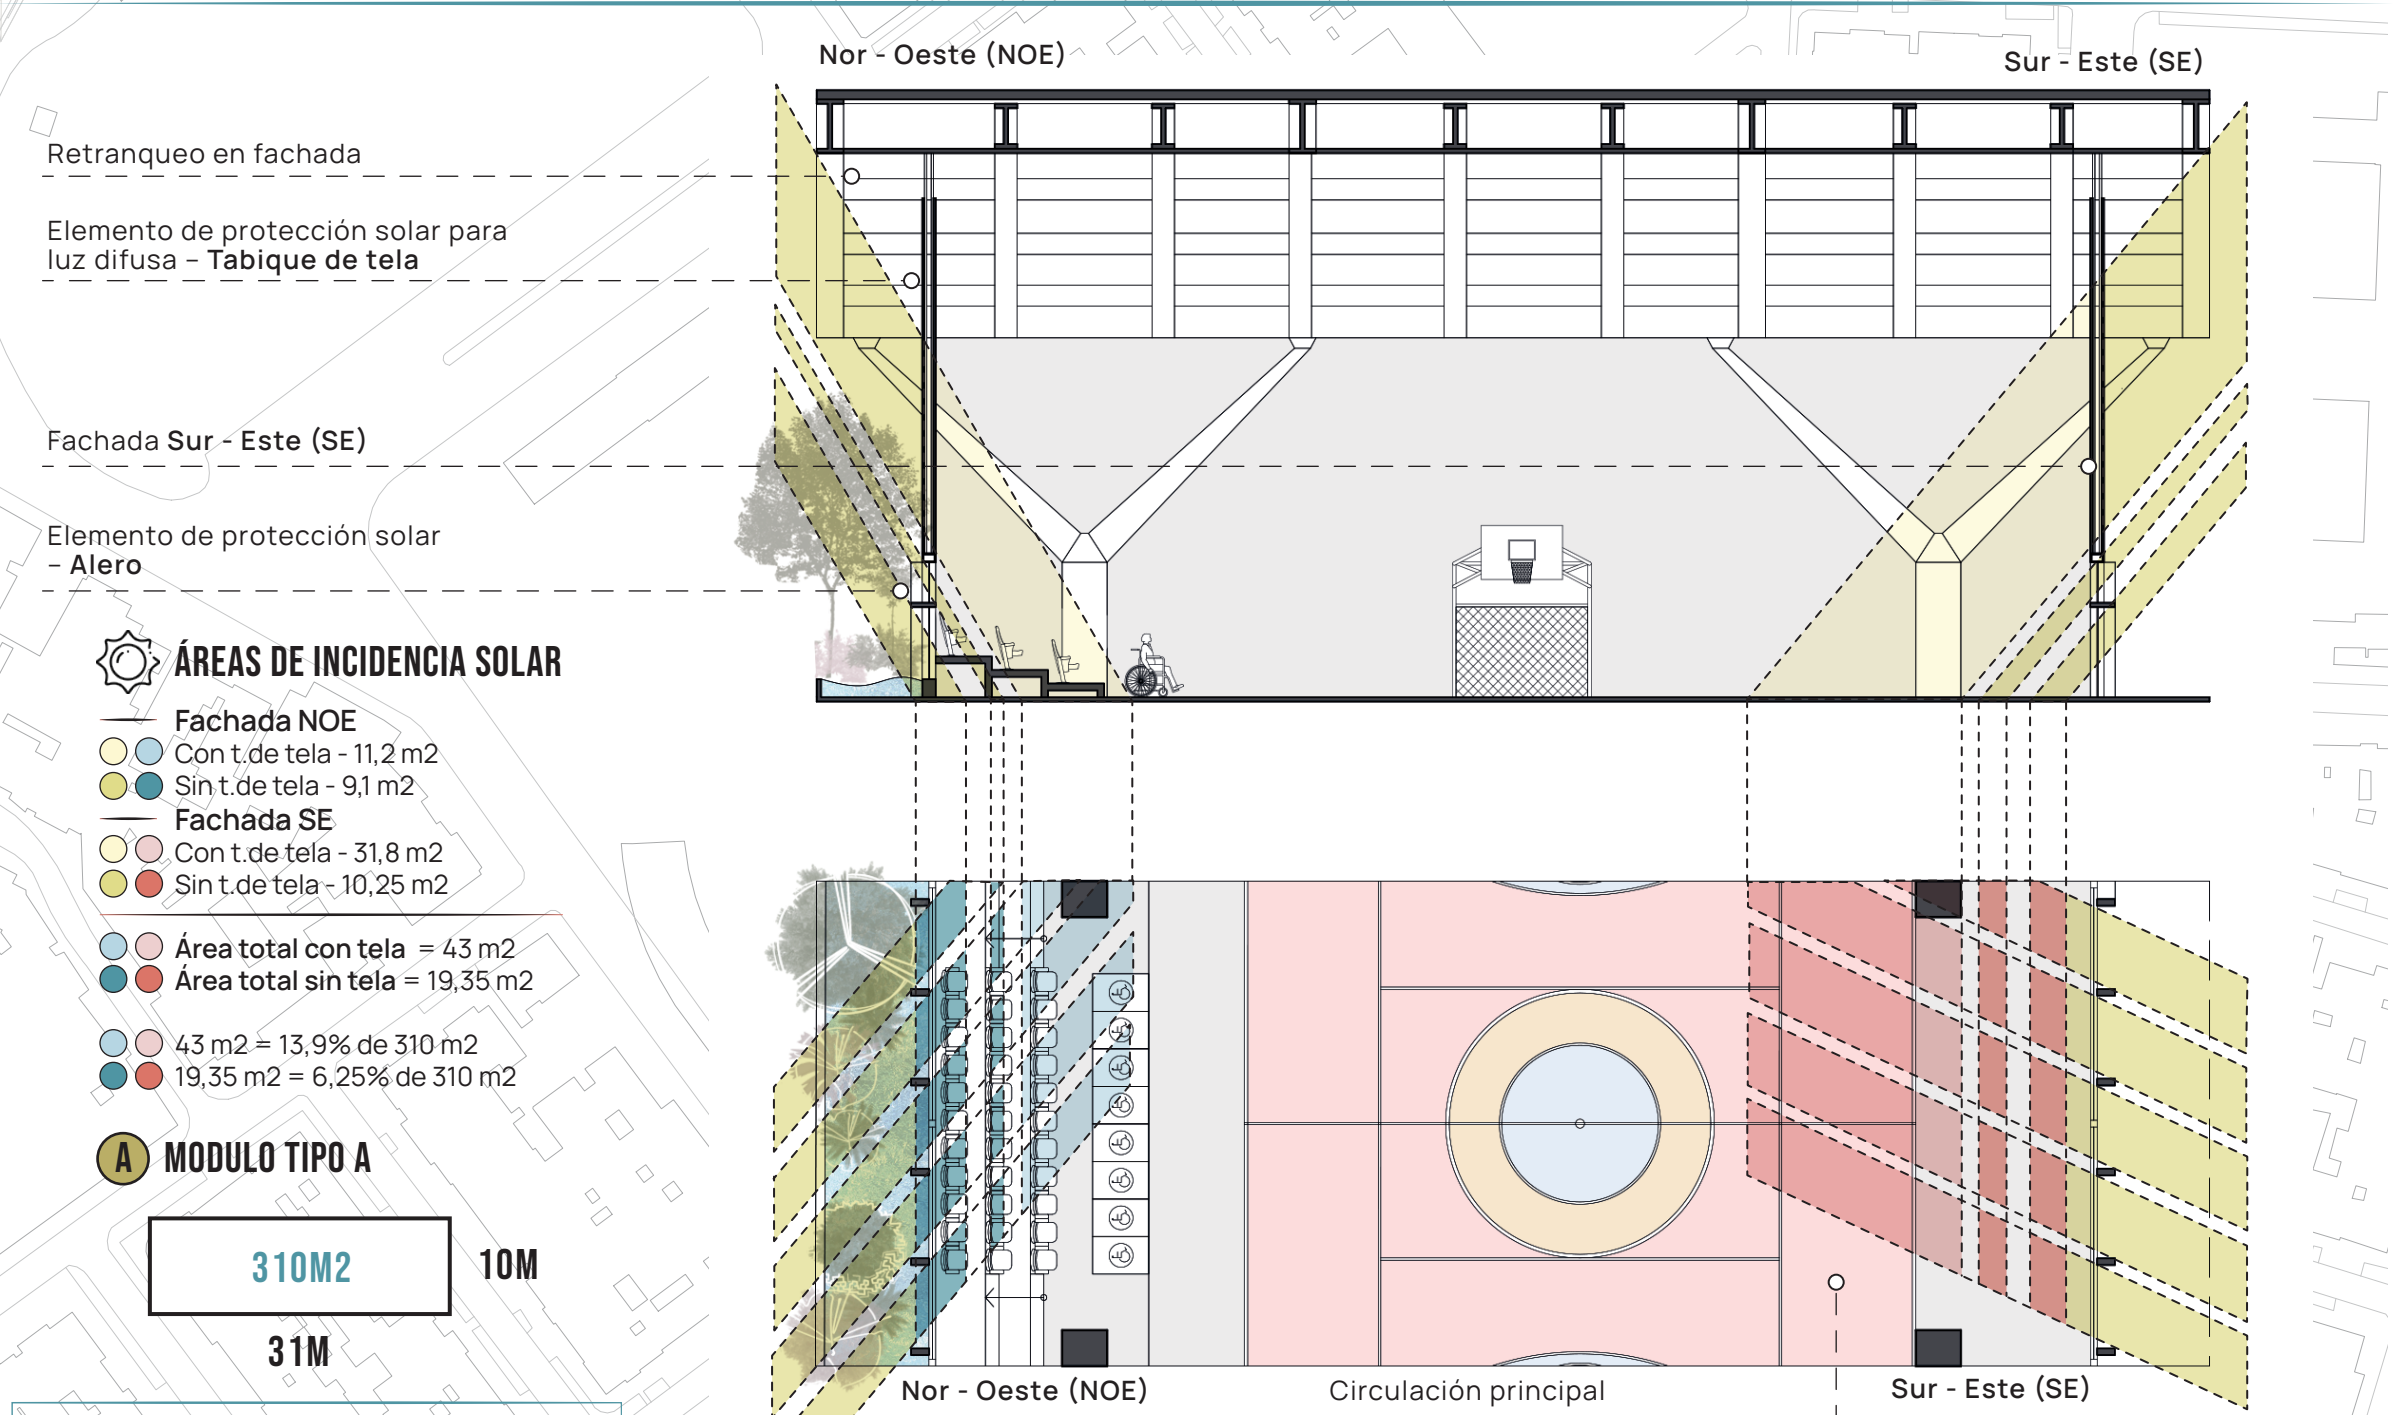 Nor - Oeste (NOE)
Sur - Este (SE)
Retranqueo en fachada
Elemento de protección solar para
luz difusa – Tabique de tela
Fachada Sur - Este (SE)
Elemento de protección solar
– Alero
ÁREAS DE INCIDENCIA SOLAR
Fachada NOE
Con t.de tela - 11,2 m2
Sin t.de tela - 9,1 m2
Fachada SE
Con t.de tela - 31,8 m2
Sin t.de tela - 10,25 m2
Área total con tela = 43 m2
Área total sin tela = 19,35 m2
43 m2 = 13,9% de 310 m2
19,35 m2 = 6,25% de 310 m2
A MODULO TIPO A
310M2
10M
31M
Nor - Oeste (NOE)
Circulación principal
Sur - Este (SE)